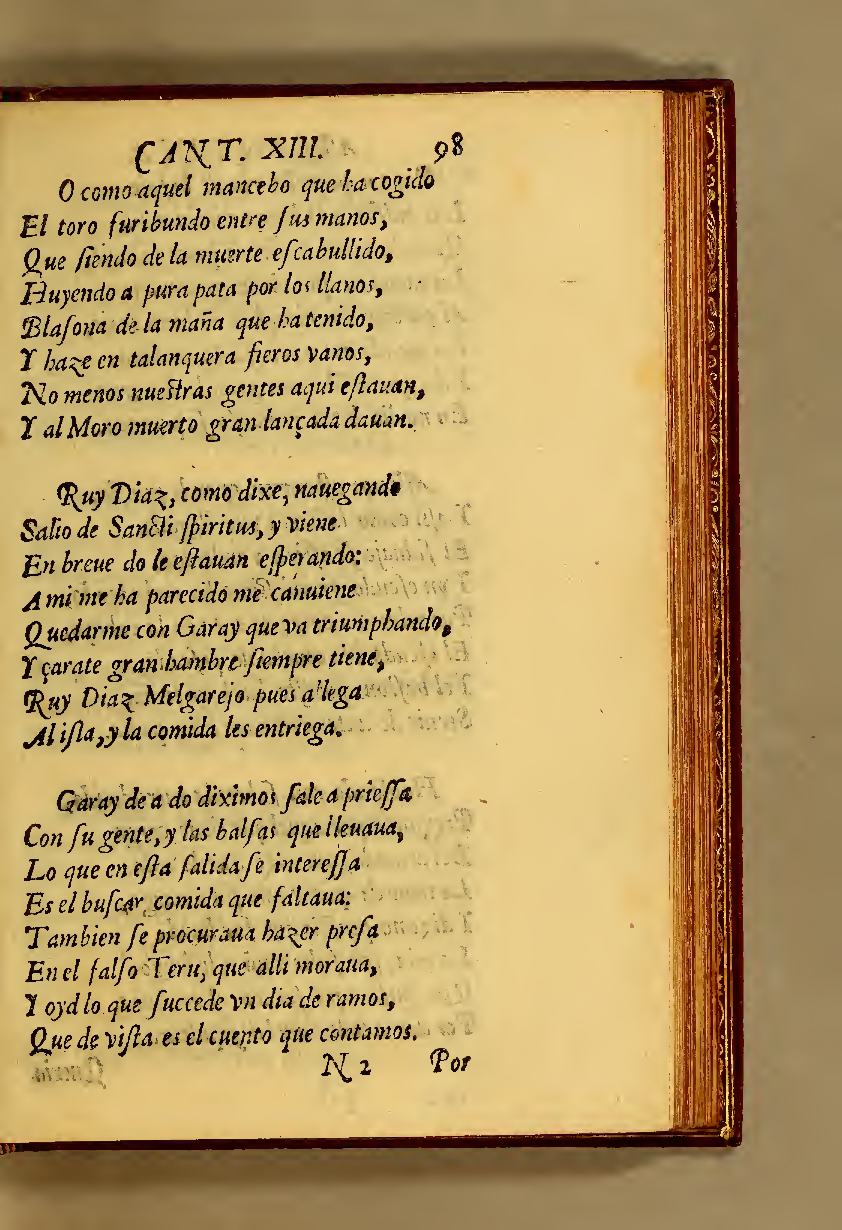 CANT. XIII. 98
O como aquel mancebo que ha cogido
El toro furibundo entre ſus manos,
Que ſiendo de la muerte eſcabullido,
Huyendo a pura pata por los llanos,
Blaſona de la maña que ha tenido,
Y haze en talanquera fieros vanos,
No menos nueſtras gentes aqui eſtauan,
Y al Moro muerto gran lançada dauan.
Ruy Diaz, como dixe, nauegando
Salio de Sancti ſpiritus, y viene
En breue do le eſtauan eſperando:
A mi me ha parecido me canuiene
Quedarme con Garay que va triumphando,
Y çarate gran hambre ſiempre tiene,
Ruy Diaz Melgarejo pues allega
Al iſla, y la comida les entriega.
Garay de a do diximos ſale a prieſſa
Con ſu gente, y las balſas que lleuaua,
Lo que en eſta ſalida ſe intereſſa
Es el buſcar comida que faltaua:
Tambien ſe procuraua hazer preſa
En el falſo Teru, que alli moraua,
Y oyd lo que ſuccede vn dia de ramos,
Que de viſta es el cuento que contamos.
N 2 Por